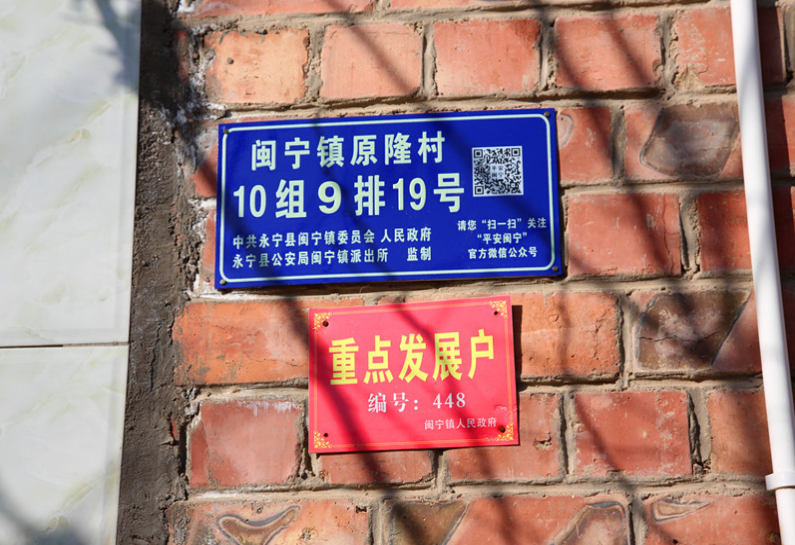 闽宁镇原隆村
10组9排19号
中共永宁县闽宁镇委员会 人民政府
永宁县公安局闽宁镇派出所 监制
平安
闽宁
请您“扫一扫”关注
“平安闽宁”
官方微信公众号
重点发展户
编号：448
闽宁镇人民政府